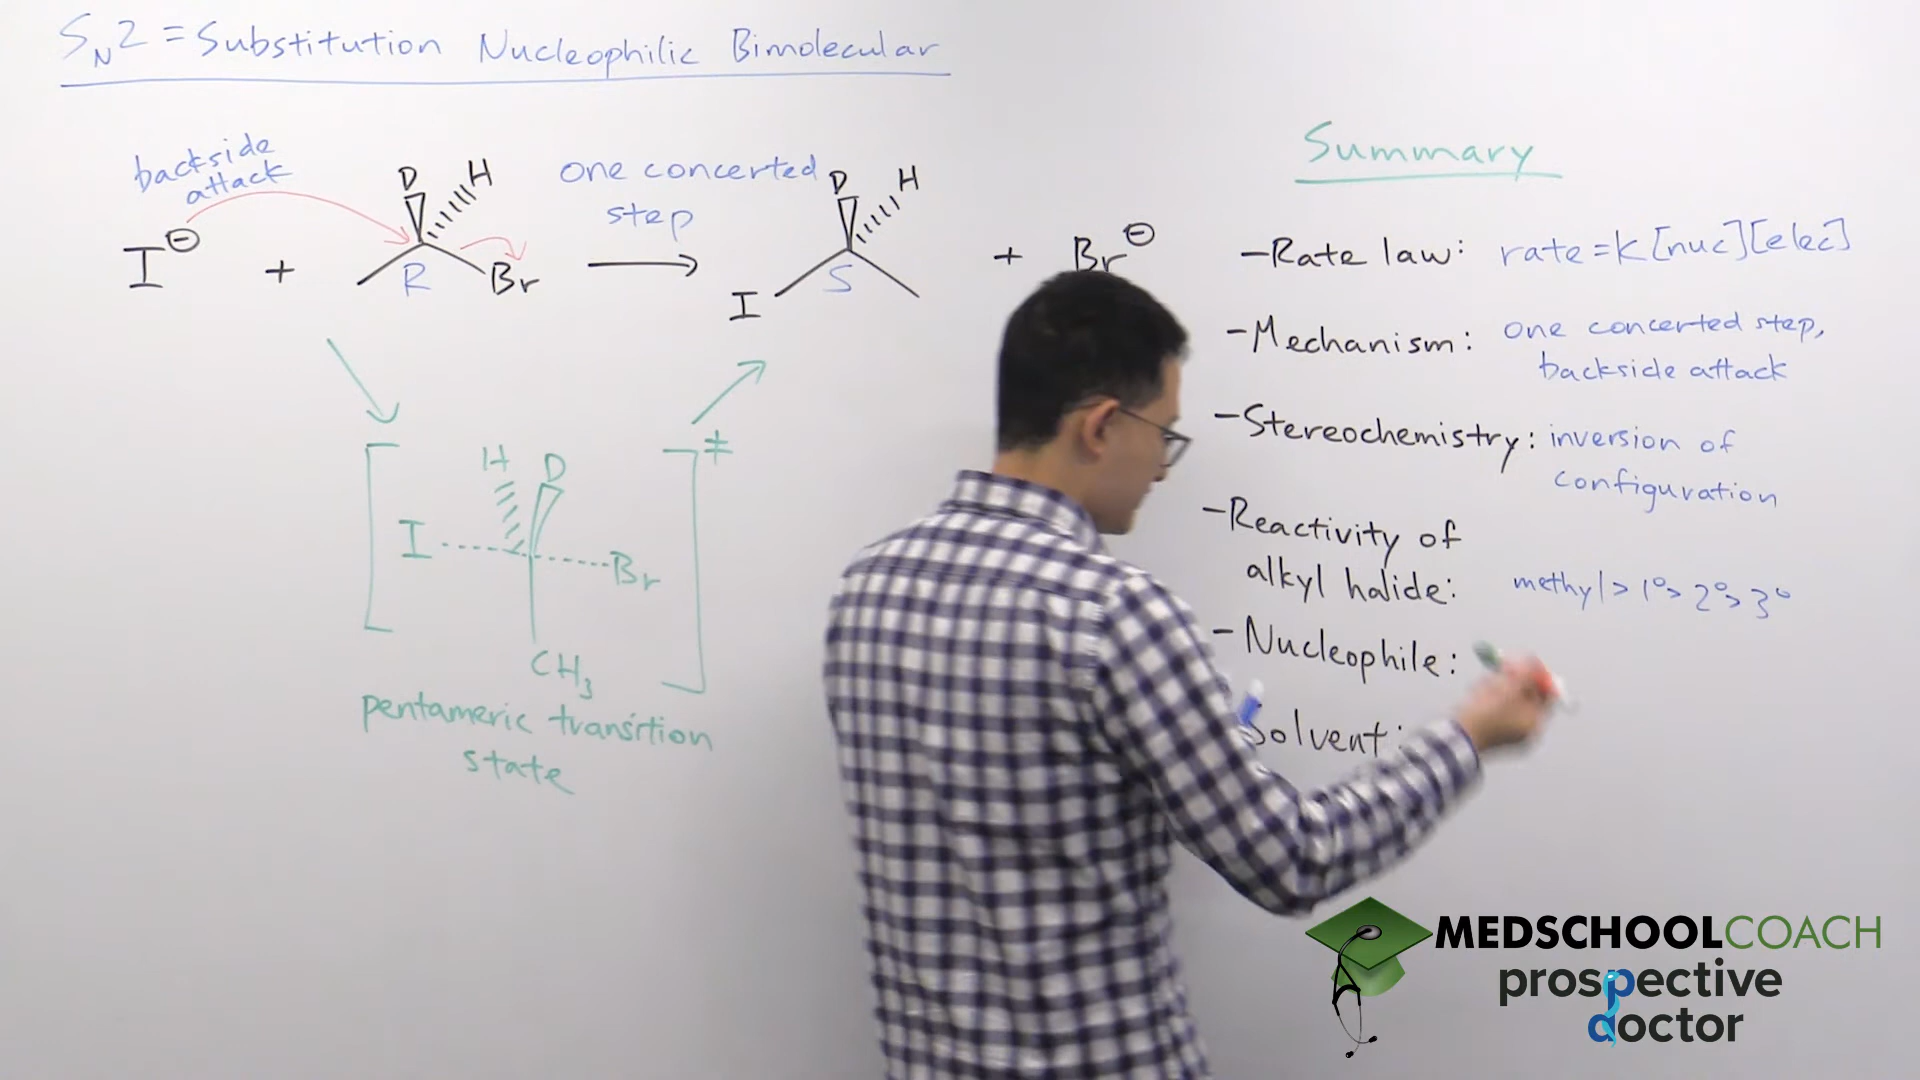 SN2 = Substitution Nucleophilic Bimolecular
backside
attack
I⊖ + D H R Br
one concerted
step
D H I S + Br⊖
H D
I Br ‡
CH3
pentameric transition
state
Summary
- Rate law: rate = K [nuc][elec]
- Mechanism: one concerted step,
backside attack
- Stereochemistry: inversion of
configuration
- Reactivity of
alkyl halide: methyl > 1° > 2° > 3°
- Nucleophile:
Solvent:
MEDSCHOOLCOACH
prospective
doctor